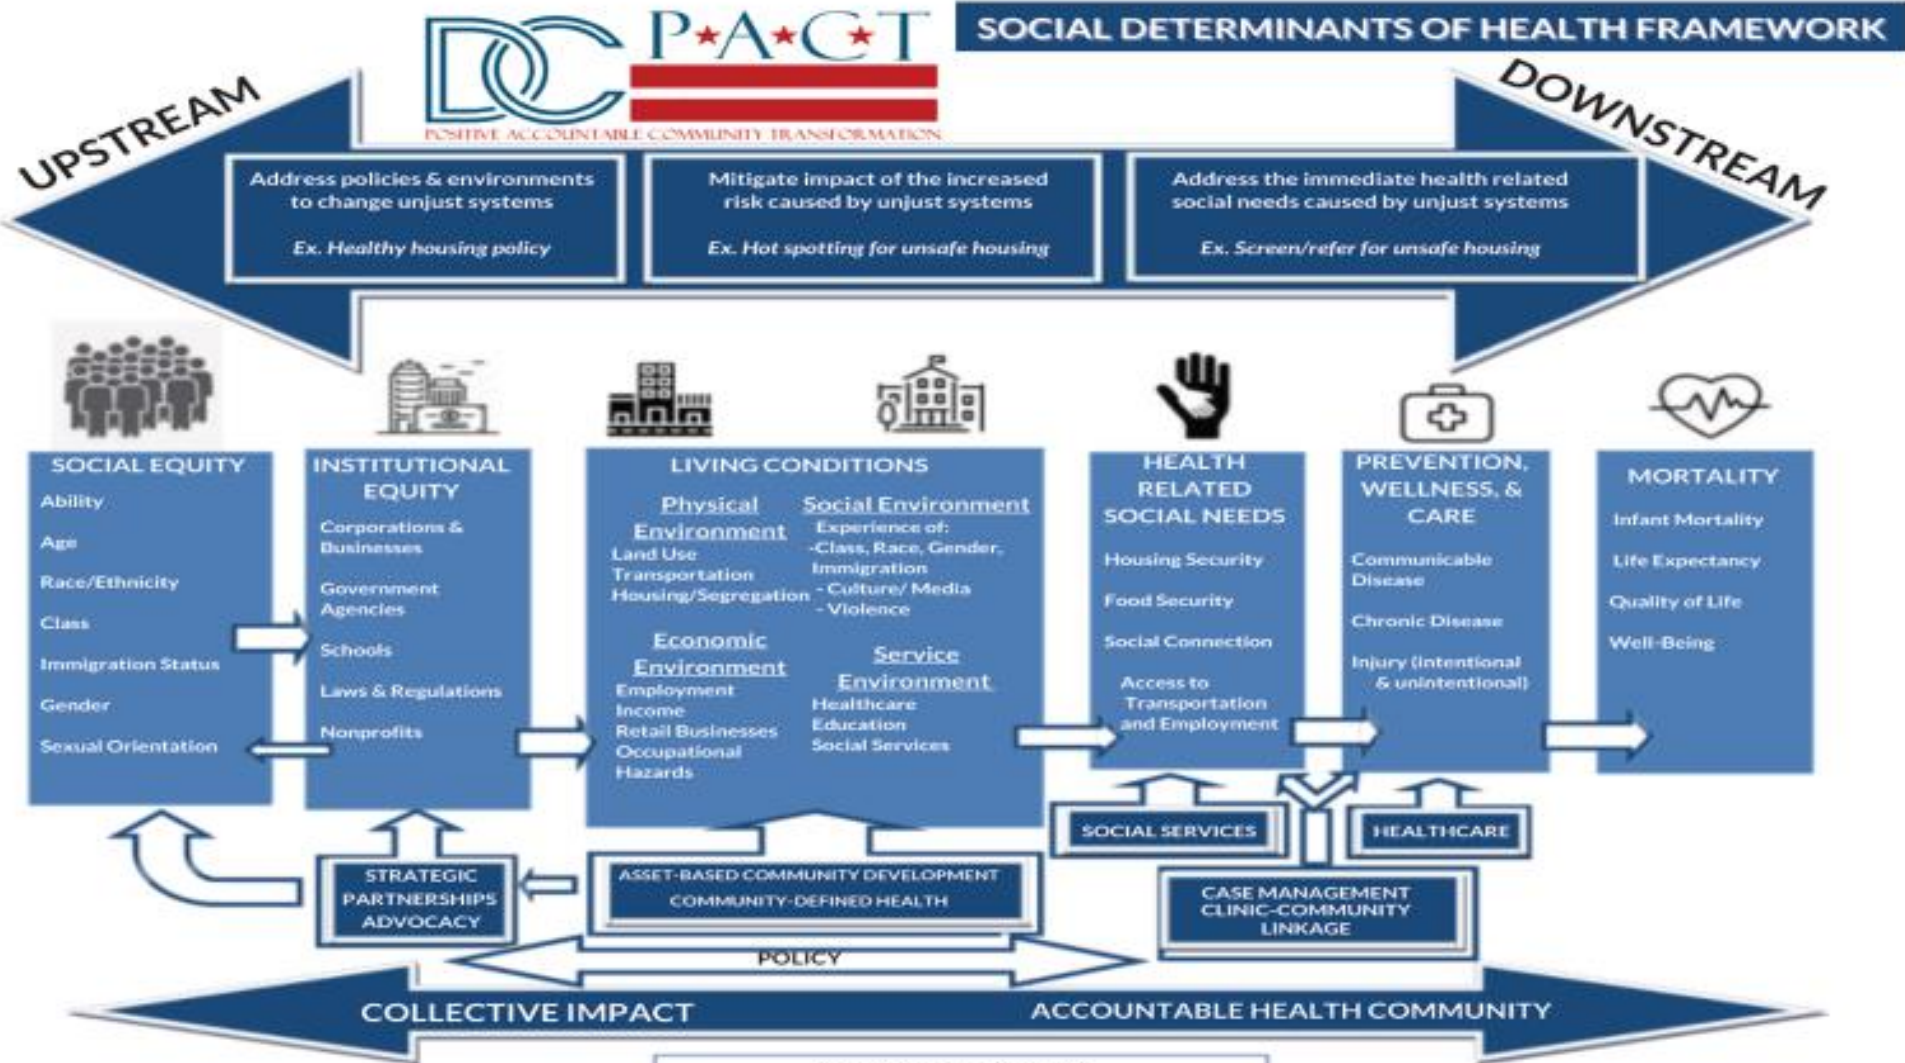 DC
P★A★C★T
POSITIVE ACCOUNTABLE COMMUNITY TRANSFORMATION
SOCIAL DETERMINANTS OF HEALTH FRAMEWORK
UPSTREAM
DOWNSTREAM
Address policies & environments
to change unjust systems
Ex. Healthy housing policy
Mitigate impact of the increased
risk caused by unjust systems
Ex. Hot spotting for unsafe housing
Address the immediate health related
social needs caused by unjust systems
Ex. Screen/refer for unsafe housing
SOCIAL EQUITY
Ability
Age
Race/Ethnicity
Class
Immigration Status
Gender
Sexual Orientation
INSTITUTIONAL
EQUITY
Corporations &
Businesses
Government
Agencies
Schools
Laws & Regulations
Nonprofits
LIVING CONDITIONS
Physical
Environment
Land Use
Transportation
Housing/Segregation
Social Environment
Experience of:
-Class, Race, Gender,
Immigration
- Culture/ Media
- Violence
Economic
Environment
Employment
Income
Retail Businesses
Occupational
Hazards
Service
Environment
Healthcare
Education
Social Services
HEALTH
RELATED
SOCIAL NEEDS
Housing Security
Food Security
Social Connection
Access to
Transportation
and Employment
PREVENTION,
WELLNESS, &
CARE
Communicable
Disease
Chronic Disease
Injury (intentional
& unintentional)
MORTALITY
Infant Mortality
Life Expectancy
Quality of Life
Well-Being
STRATEGIC
PARTNERSHIPS
ADVOCACY
ASSET-BASED COMMUNITY DEVELOPMENT
COMMUNITY-DEFINED HEALTH
SOCIAL SERVICES
HEALTHCARE
CASE MANAGEMENT
CLINIC-COMMUNITY
LINKAGE
POLICY
COLLECTIVE IMPACT
ACCOUNTABLE HEALTH COMMUNITY